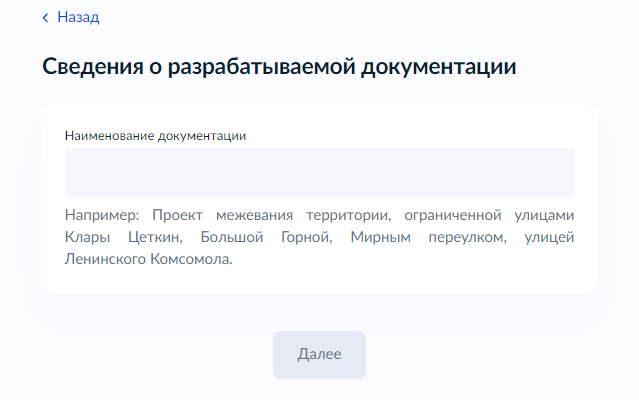 Назад
Сведения о разрабатываемой документации
Наименование документации
Например: Проект межевания территории, ограниченной улицами
Клары Цеткин, Большой Горной, Мирным переулком, улицей
Ленинского Комсомола.
Далее